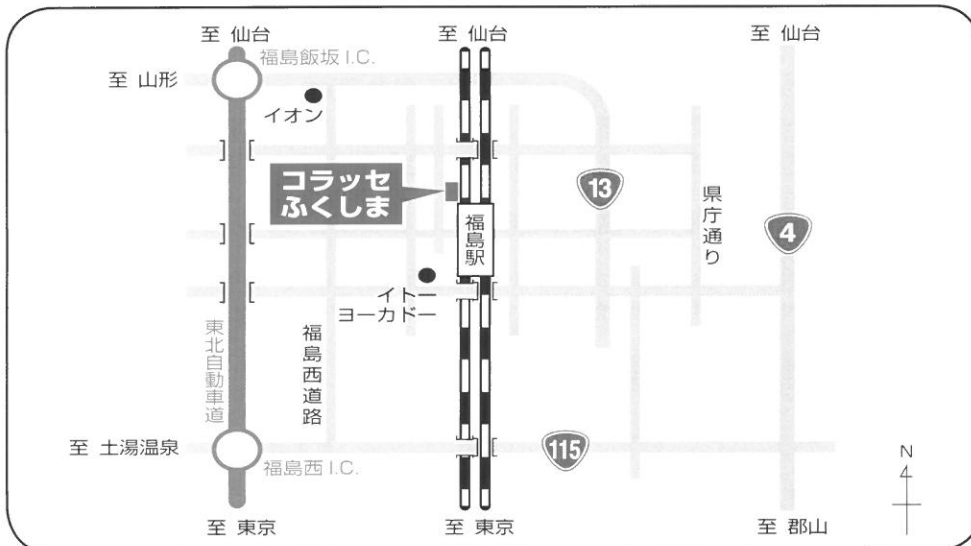 至 仙台
至 仙台
至 仙台
福島飯坂 I.C.
至 山形
イオン
コラッセ
ふくしま
13
県庁通り
4
福島駅
イトー
ヨーカドー
東北自動車道
福島西道路
至 土湯温泉
福島西 I.C.
115
N
至 東京
至 東京
至 郡山